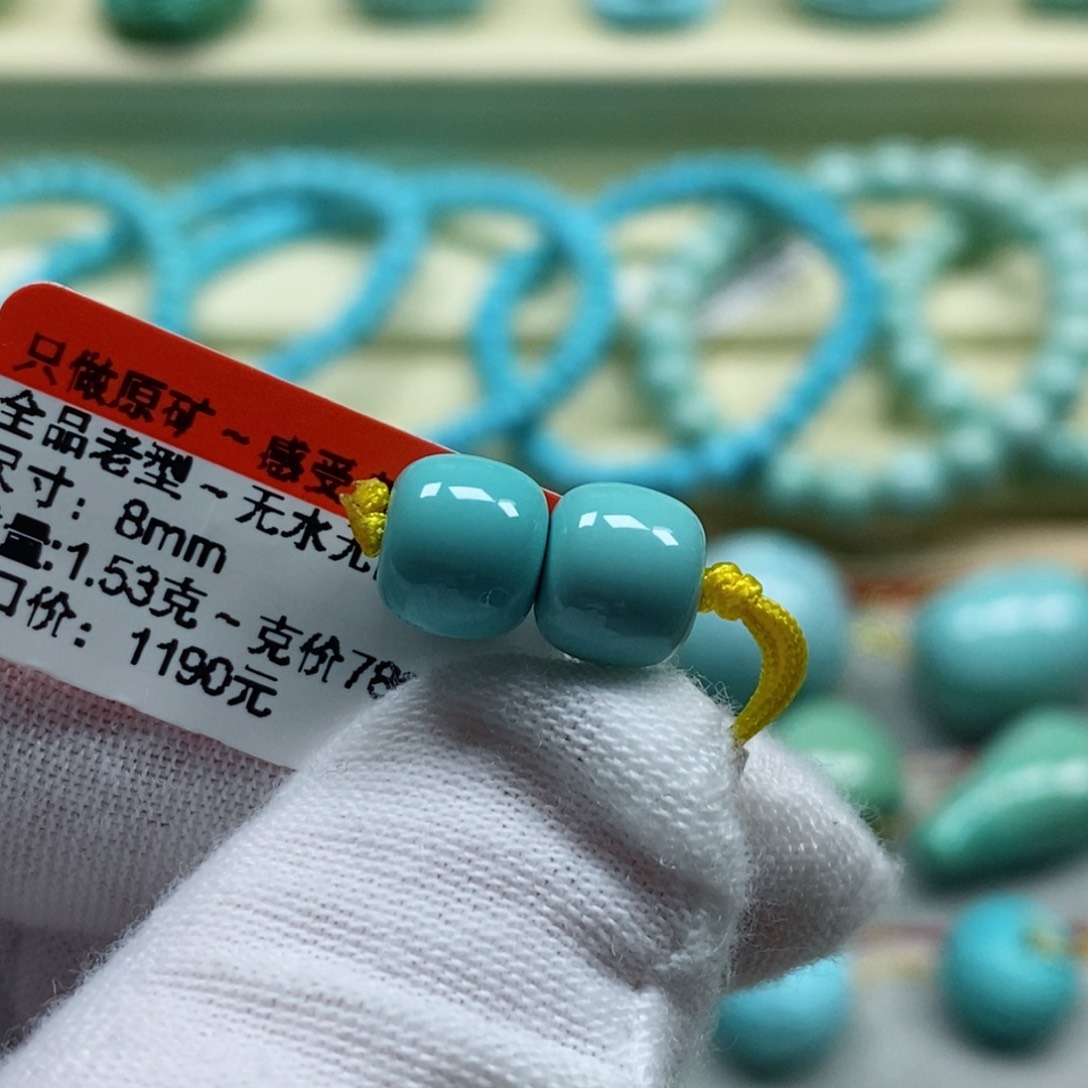 只做原矿~感受
全品老型~无水无
尺寸：8mm
量:1.53克~克价78
口价：1190元